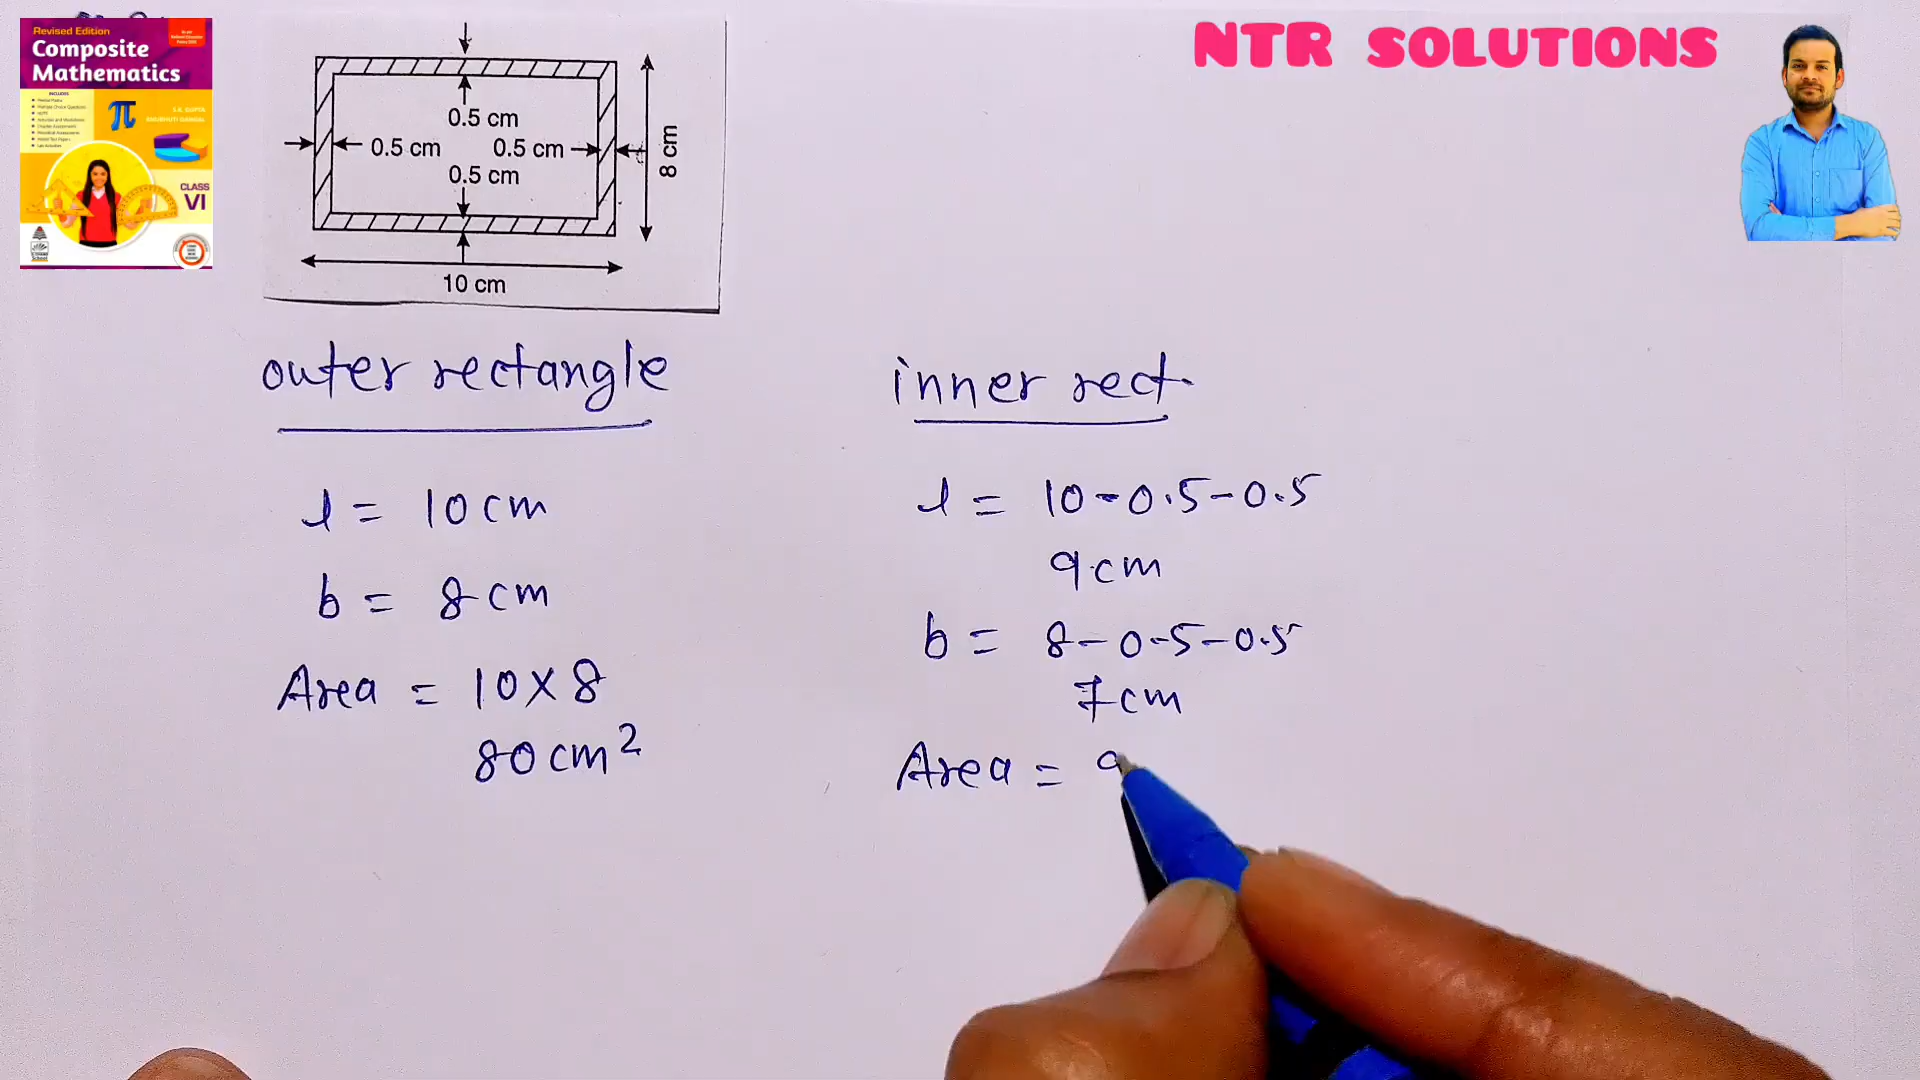 Revised Edition
Composite
Mathematics
INCLUDES
π
CLASS
VI
NTR SOLUTIONS
0.5 cm
0.5 cm 0.5 cm
0.5 cm
8 cm
10 cm
outer rectangle
l = 10 cm
b = 8 cm
Area = 10 × 8
80 cm²
inner rect.
l = 10 - 0.5 - 0.5
9 cm
b = 8 - 0.5 - 0.5
7 cm
Area = 9